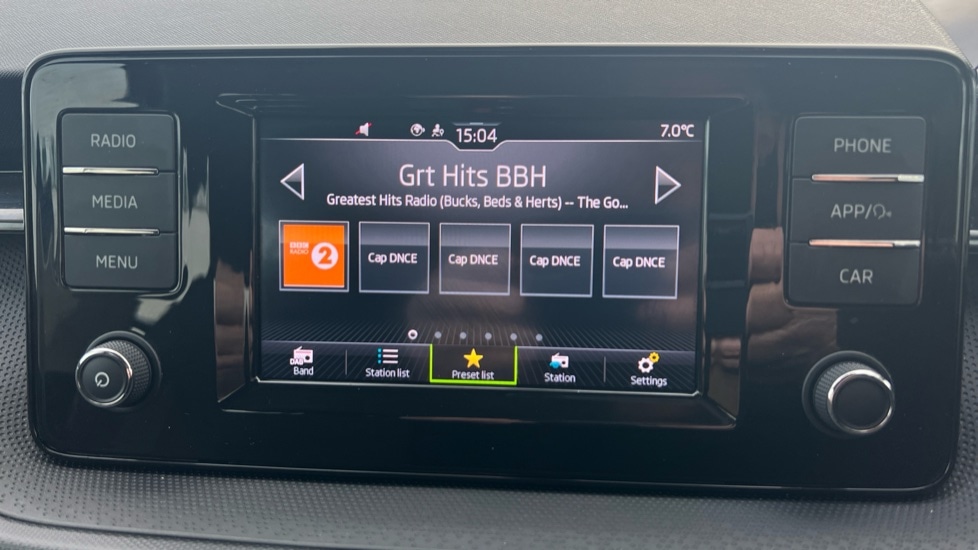 RADIO
MEDIA
MENU
15:04
7.0°C
Grt Hits BBH
Greatest Hits Radio (Bucks, Beds & Herts) -- The Go...
BBC RADIO 2
Cap DNCE
Cap DNCE
Cap DNCE
Cap DNCE
DAB
Band
Station list
Preset list
Station
Settings
PHONE
APP/
CAR